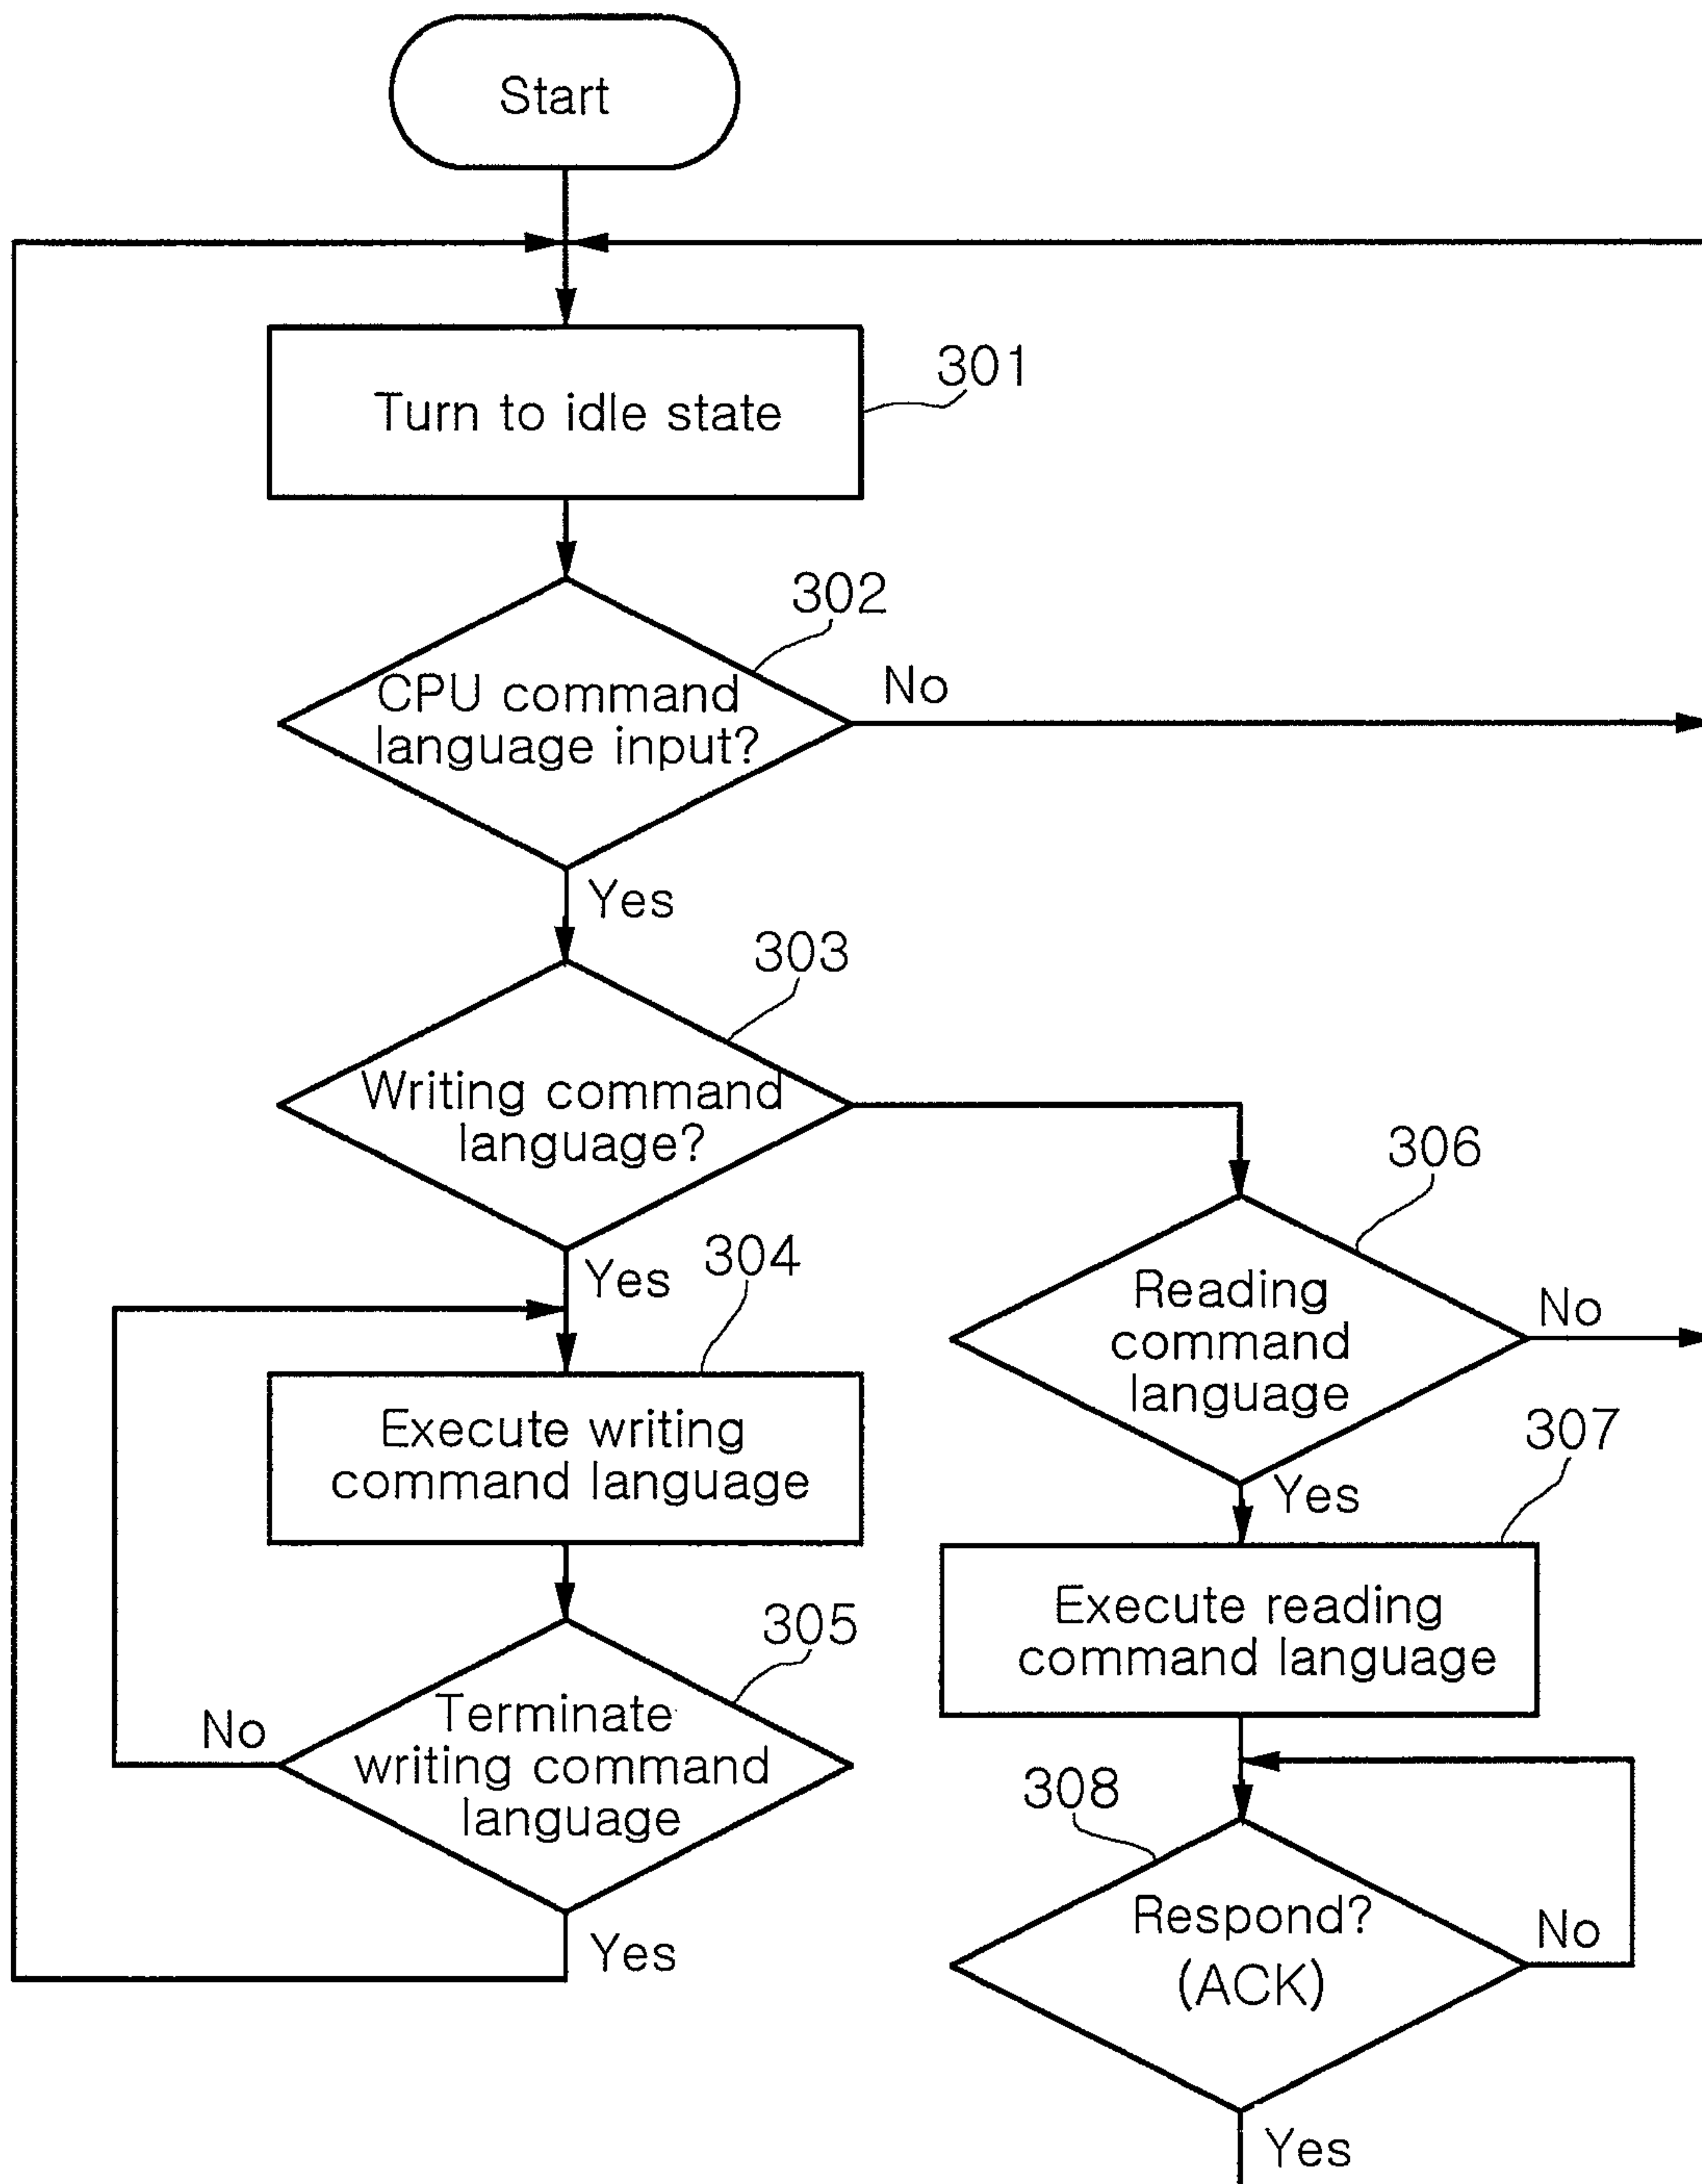 Start
301
Turn to idle state
302
CPU command
language input?
No
Yes
303
Writing command
language?
306
Yes
304
Reading
command
language
No
Execute writing
command language
307
Yes
Execute reading
command language
305
Terminate
writing command
language
No
308
Respond?
(ACK)
No
Yes
Yes